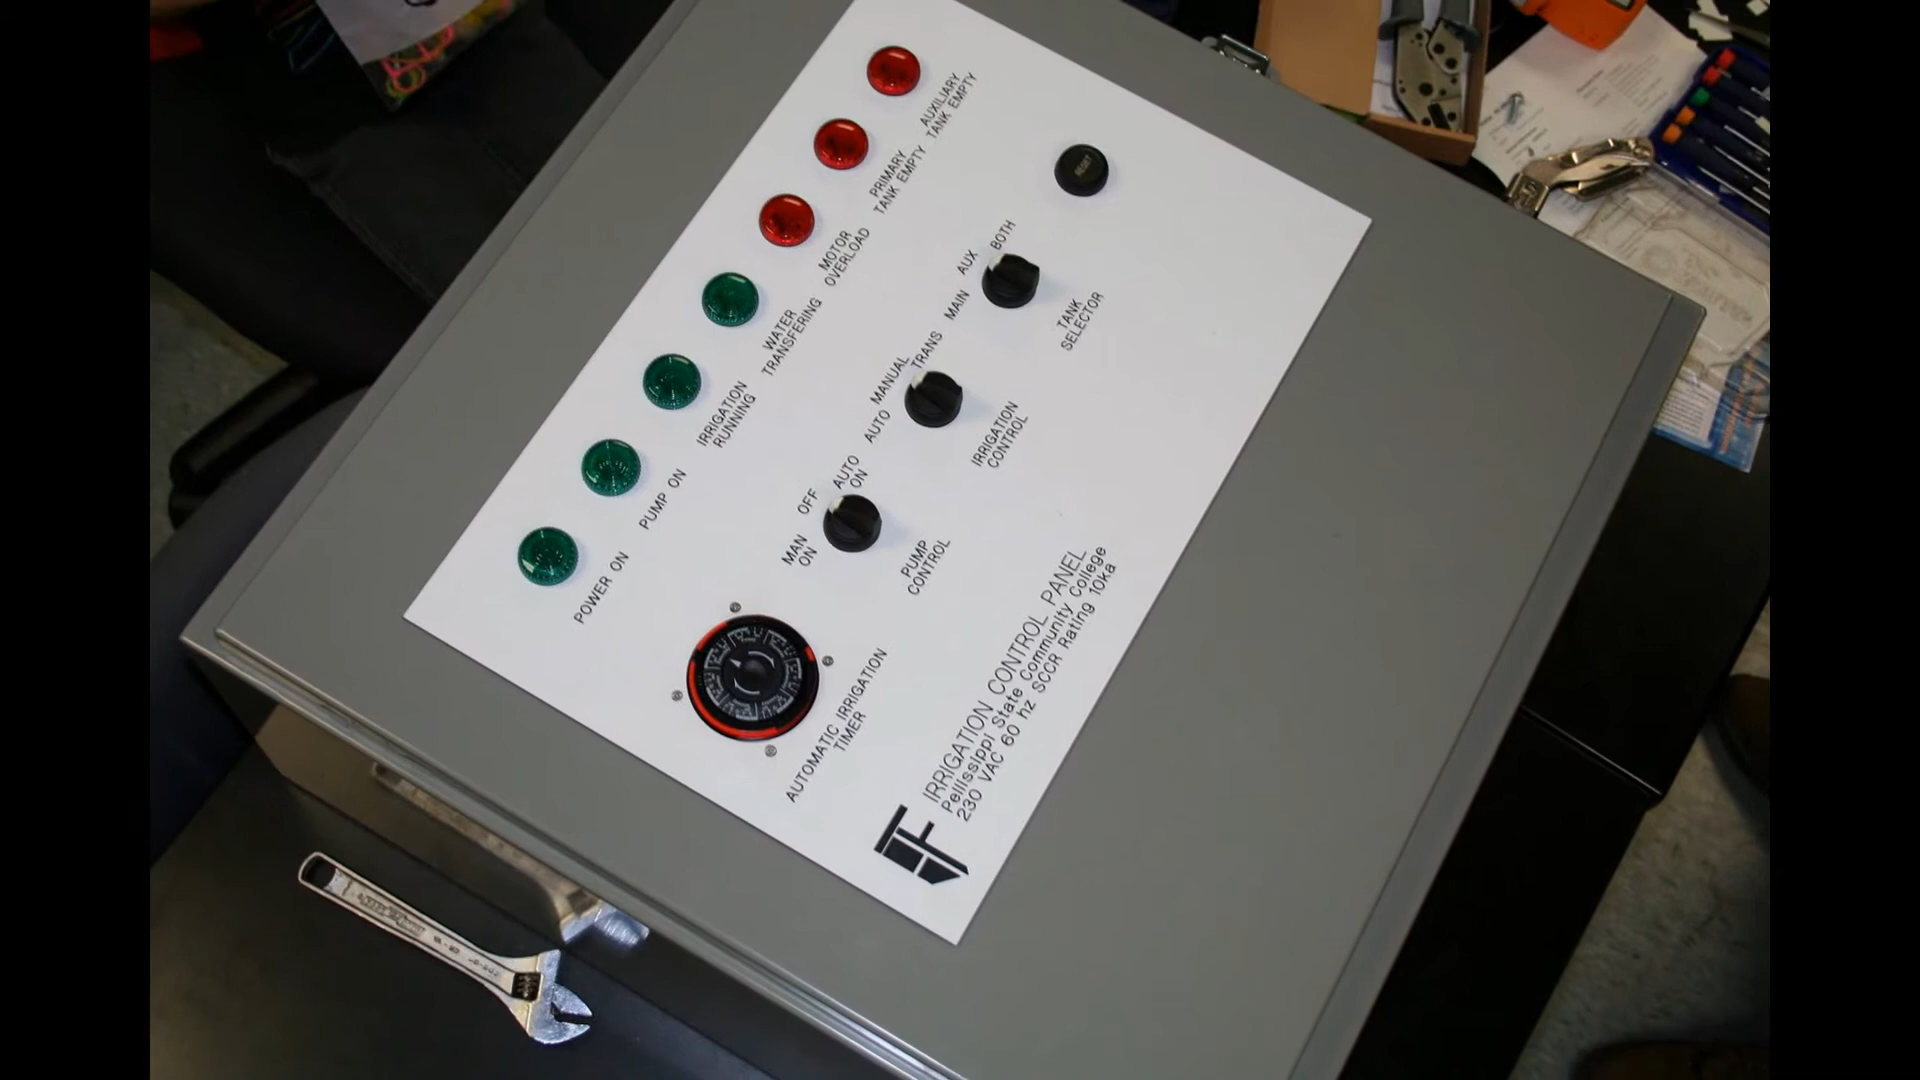 POWER ON
PUMP ON
IRRIGATION
RUNNING
WATER
TRANSFERING
MOTOR
OVERLOAD
PRIMARY
TANK EMPTY
AUXILIARY
TANK EMPTY
MAN
ON
OFF
AUTO
ON
PUMP
CONTROL
AUTO
MANUAL
TRANS
IRRIGATION
CONTROL
MAIN
AUX
BOTH
TANK
SELECTOR
RESET
AUTOMATIC IRRIGATION
TIMER
IRRIGATION CONTROL PANEL
Pellissippi State Community College
230 VAC 60 hz SCCR Rating 10ka